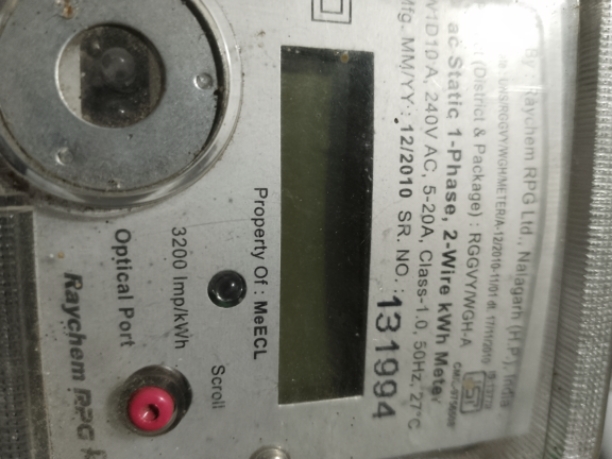 By : Raychem RPG Ltd., Nalagarh (H.P.), India
(District & Package) : RGGVY/WGH-A
ac Static 1-Phase, 2-Wire kWh Meter
V1D10 A, 240V AC, 5-20A, Class-1.0, 50Hz, 27°C
Mfg. MM/YY : 12/2010 SR. NO. : 131994
Property Of : MeECL
3200 Imp/kWh
Scroll
Optical Port
Raychem RPG